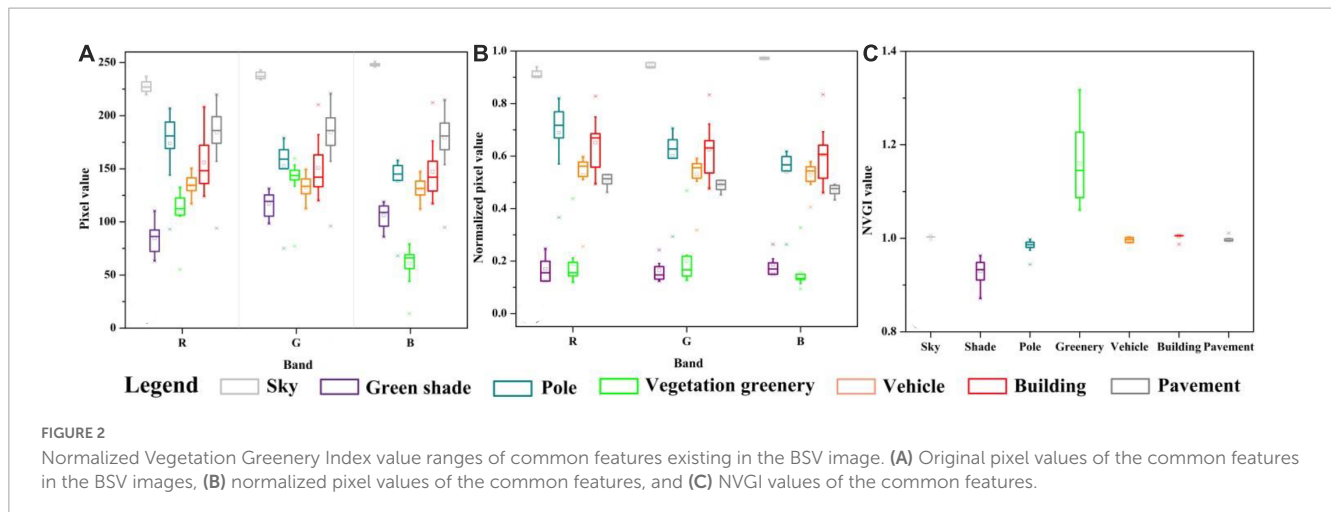 A
250
200
150
100
50
0
Pixel value
R
G
B
Band
B
1.0
0.8
0.6
0.4
0.2
0.0
Normalized pixel value
R
G
B
Band
C
1.4
1.2
1.0
0.8
NVGI value
Sky Shade Pole Greenery Vehicle Building Pavement
Legend Sky Green shade Pole Vegetation greenery Vehicle Building Pavement
FIGURE 2
Normalized Vegetation Greenery Index value ranges of common features existing in the BSV image. (A) Original pixel values of the common features
in the BSV images, (B) normalized pixel values of the common features, and (C) NVGI values of the common features.